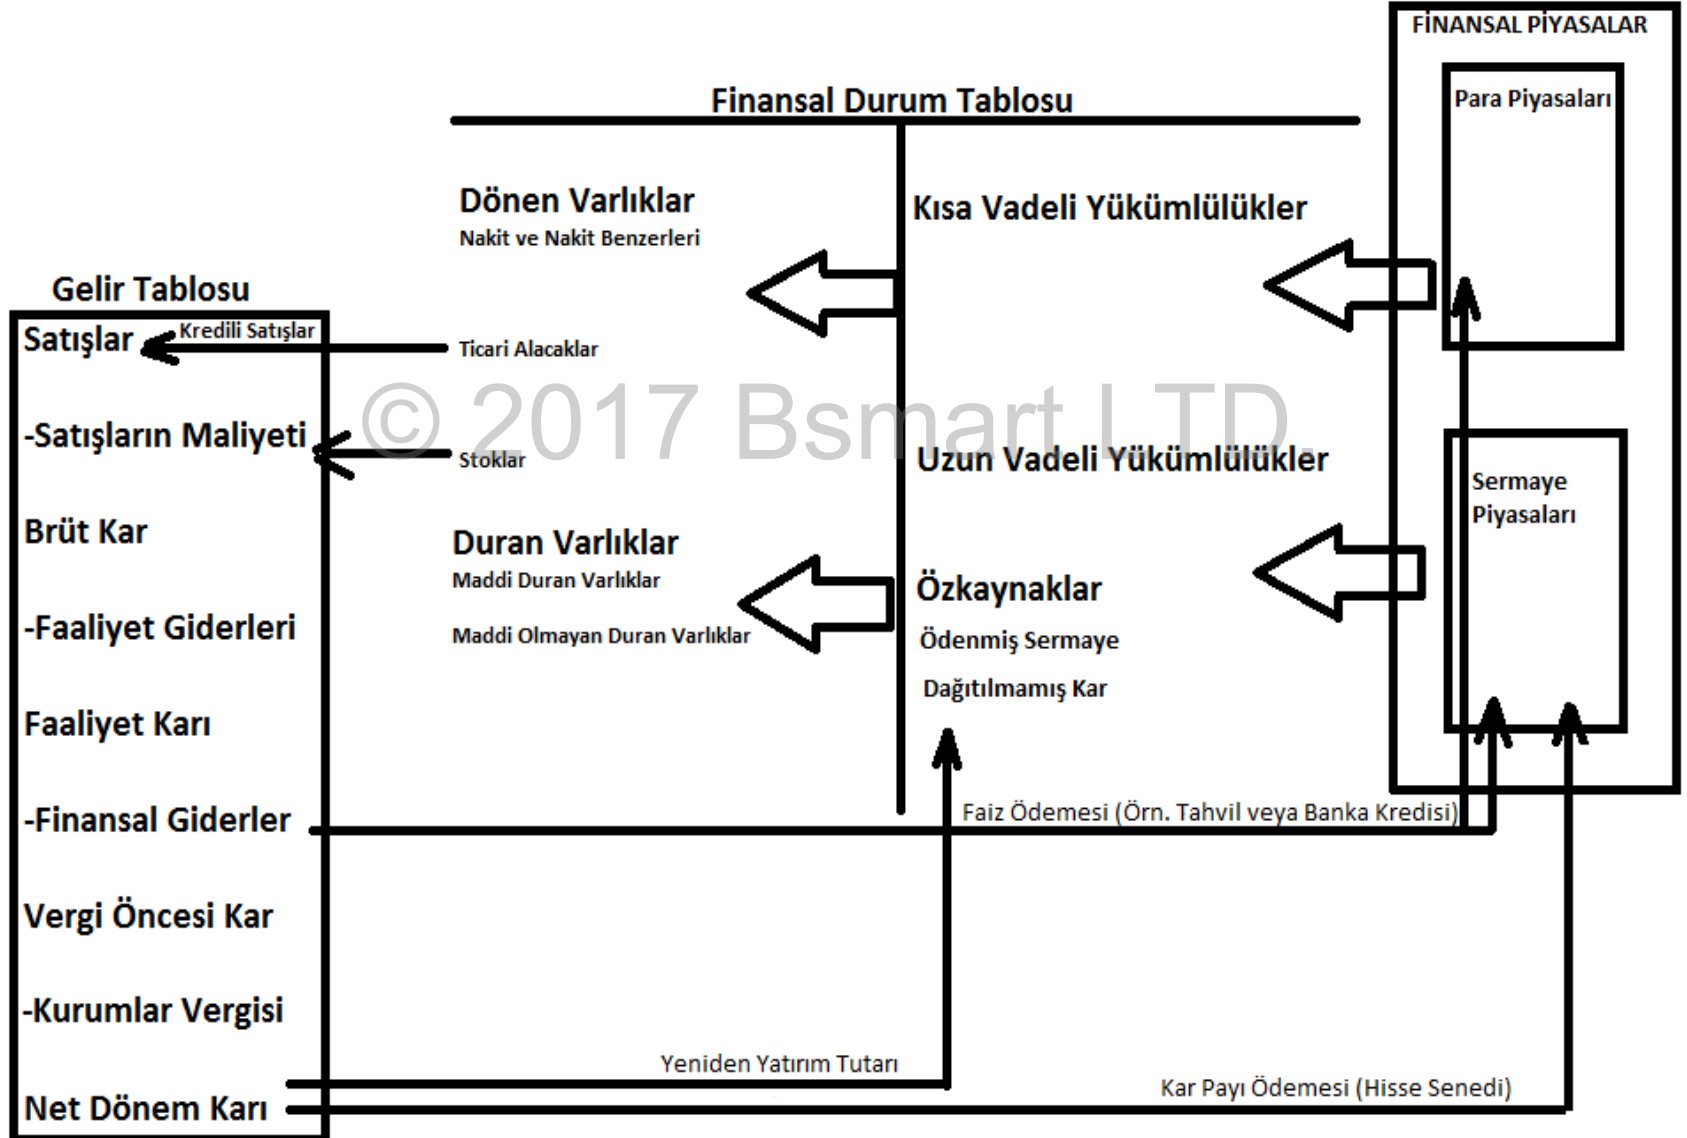 FİNANSAL PİYASALAR
Para Piyasaları
Finansal Durum Tablosu
Dönen Varlıklar
Nakit ve Nakit Benzerleri
Kısa Vadeli Yükümlülükler
Gelir Tablosu
Satışlar
Kredili Satışlar
Ticari Alacaklar
© 2017 Bsmart LTD.
-Satışların Maliyeti
Stoklar
Uzun Vadeli Yükümlülükler
Sermaye
Piyasaları
Brüt Kar
Duran Varlıklar
Maddi Duran Varlıklar
Maddi Olmayan Duran Varlıklar
Özkaynaklar
Ödenmiş Sermaye
Dağıtılmamış Kar
-Faaliyet Giderleri
Faaliyet Karı
-Finansal Giderler
Faiz Ödemesi (Örn. Tahvil veya Banka Kredisi)
Vergi Öncesi Kar
-Kurumlar Vergisi
Yeniden Yatırım Tutarı
Kar Payı Ödemesi (Hisse Senedi)
Net Dönem Karı